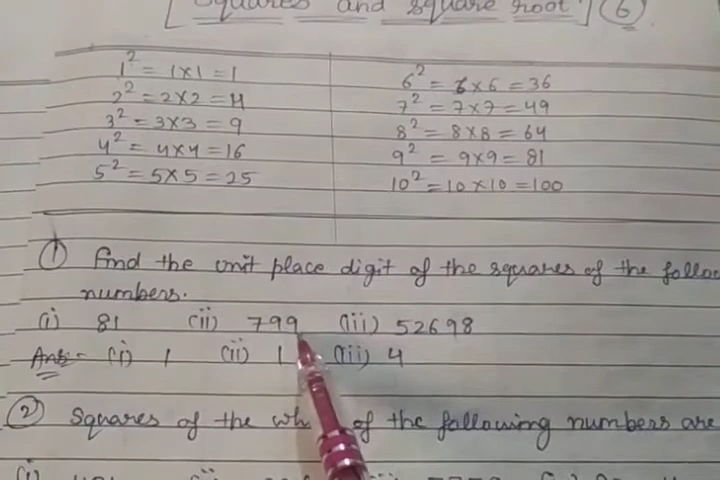 [Squares and square root] (6)
1² = 1×1 = 1
2² = 2×2 = 4
3² = 3×3 = 9
4² = 4×4 = 16
5² = 5×5 = 25
6² = 6×6 = 36
7² = 7×7 = 49
8² = 8×8 = 64
9² = 9×9 = 81
10² = 10×10 = 100
① find the unit place digit of the squares of the follow
numbers.
(i) 81 (ii) 799 (iii) 52698
Ans:- (i) 1 (ii) 1 (iii) 4
② Squares of the wh of the following numbers are